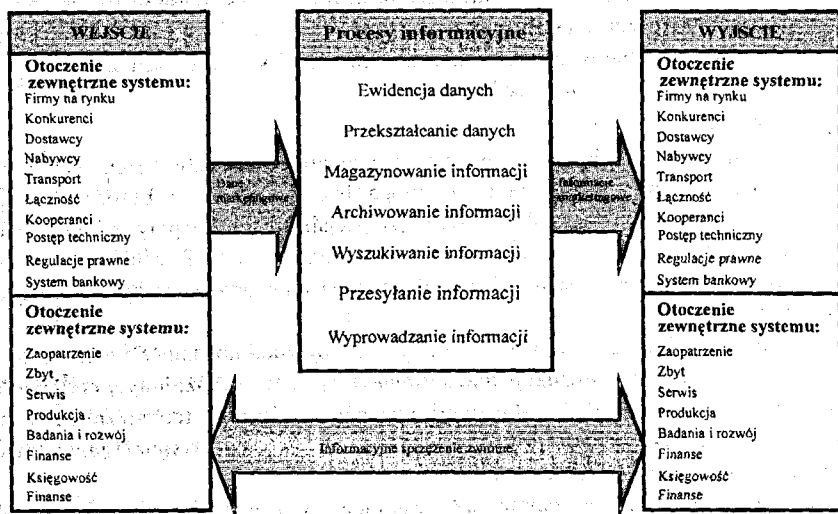 WEJŚCIE
Otoczenie
zewnętrzne systemu:
Firmy na rynku
Konkurenci
Dostawcy
Nabywcy
Transport
Łączność
Kooperanci
Postęp techniczny
Regulacje prawne
System bankowy
Otoczenie
zewnętrzne systemu:
Zaopatrzenie
Zbyt
Serwis
Produkcja
Badania i rozwój
Finanse
Księgowość
Finanse
Dane
marketingowe
Procesy informacyjne
Ewidencja danych
Przekształcanie danych
Magazynowanie informacji
Archiwowanie informacji
Wyszukiwanie informacji
Przesyłanie informacji
Wyprowadzanie informacji
Informacje
marketingowe
Informacyjne sprzężenie zwrotne
WYJŚCIE
Otoczenie
zewnętrzne systemu:
Firmy na rynku
Konkurenci
Dostawcy
Nabywcy
Transport
Łączność
Kooperanci
Postęp techniczny
Regulacje prawne
System bankowy
Otoczenie
zewnętrzne systemu:
Zaopatrzenie
Zbyt
Serwis
Produkcja
Badania i rozwój
Finanse
Księgowość
Finanse